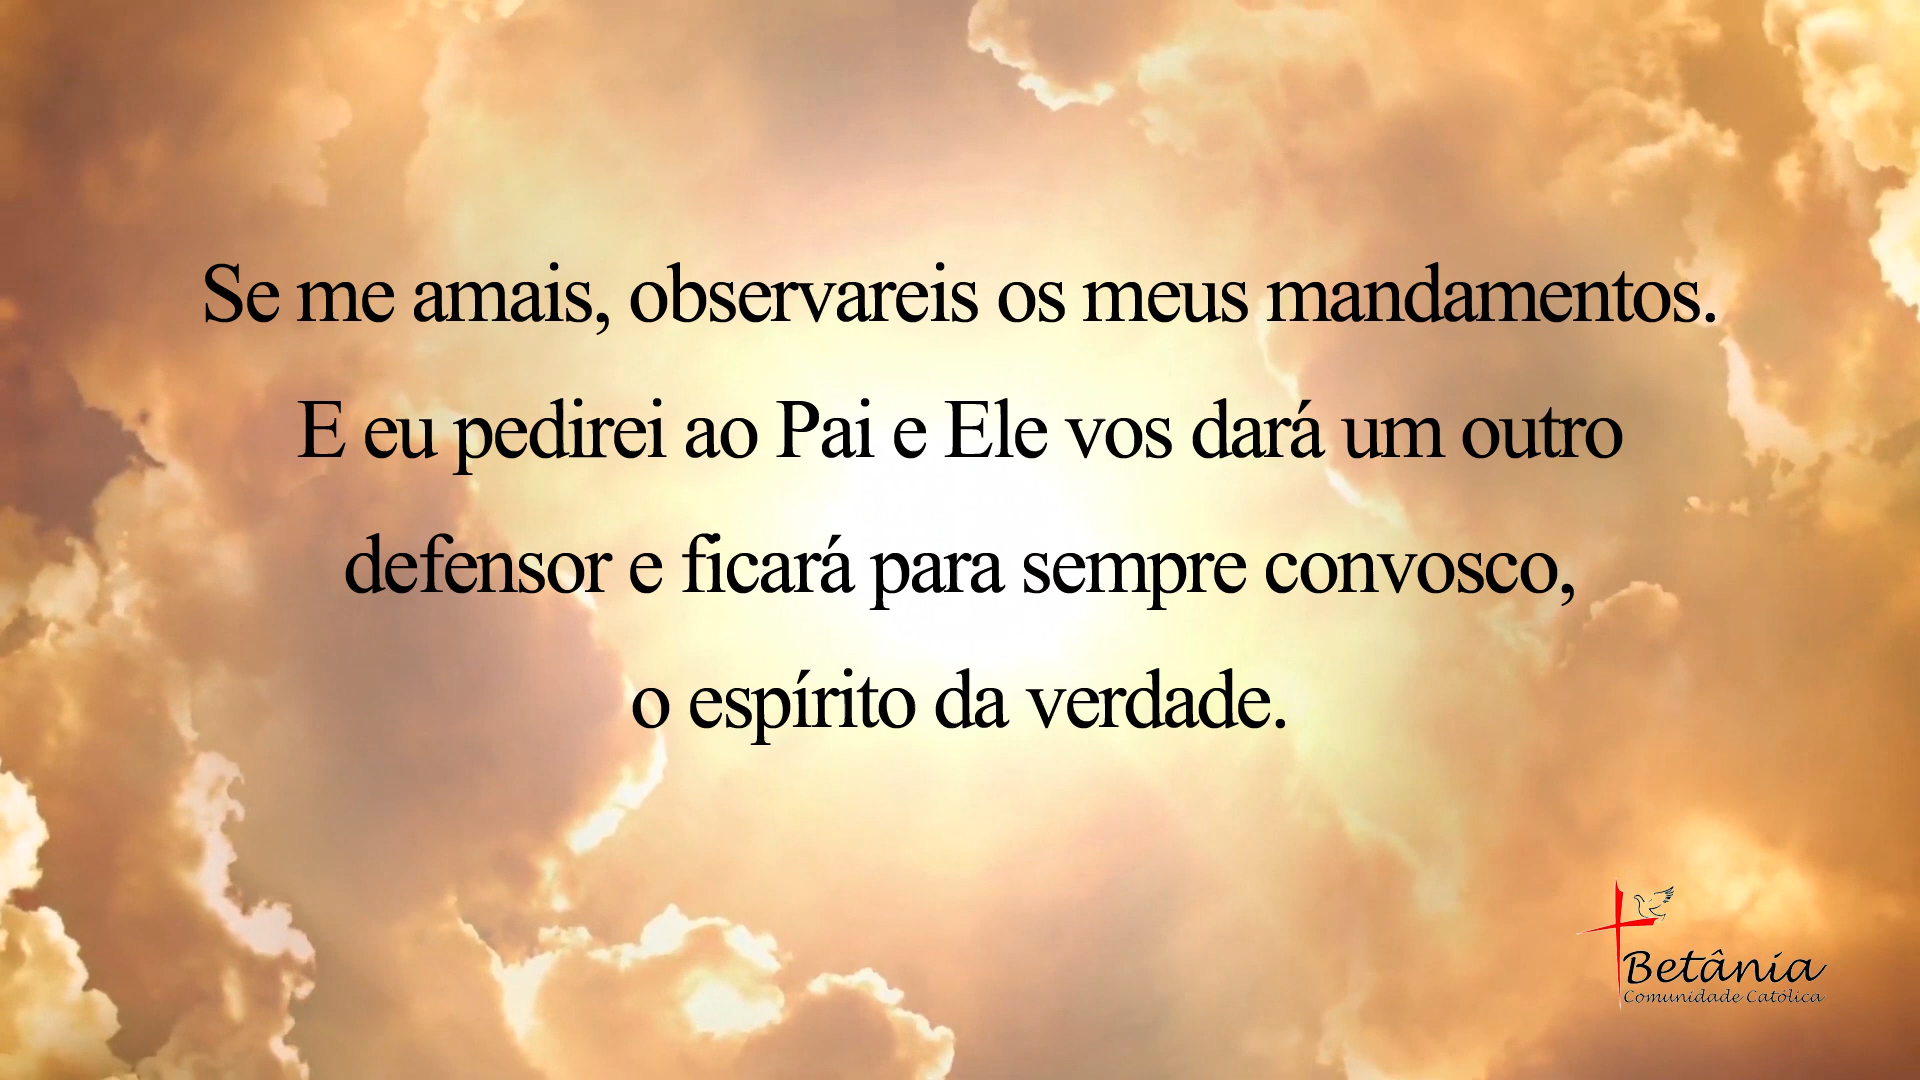 Se me amais, observareis os meus mandamentos.
E eu pedirei ao Pai e Ele vos dará um outro
defensor e ficará para sempre convosco,
o espírito da verdade.
Betânia
Comunidade Católica